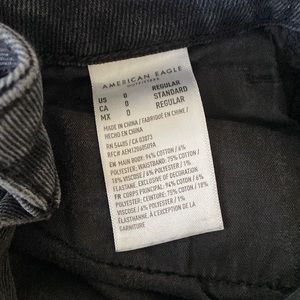 AMERICAN EAGLE
OUTFITTERS
US 0 REGULAR
CA 0 STANDARD
MX 0 REGULAR
MADE IN CHINA / FABRIQUÉ EN CHINE /
HECHO EN CHINA
RN 54485 / CA 03873
RFC# AEM12060509A
EN MAIN BODY: 94% COTTON / 6%
POLYESTER; WAISTBAND: 75% COTTON /
18% VISCOSE / 6% POLYESTER / 1%
ELASTANE. EXCLUSIVE OF DECORATION.
FR CORPS PRINCIPAL: 94% COTON / 6%
POLYESTER; CEINTURE: 75% COTON / 18%
VISCOSE / 6% POLYESTER / 1%
ÉLASTHANNE. À L'EXCEPTION DE LA
GARNITURE